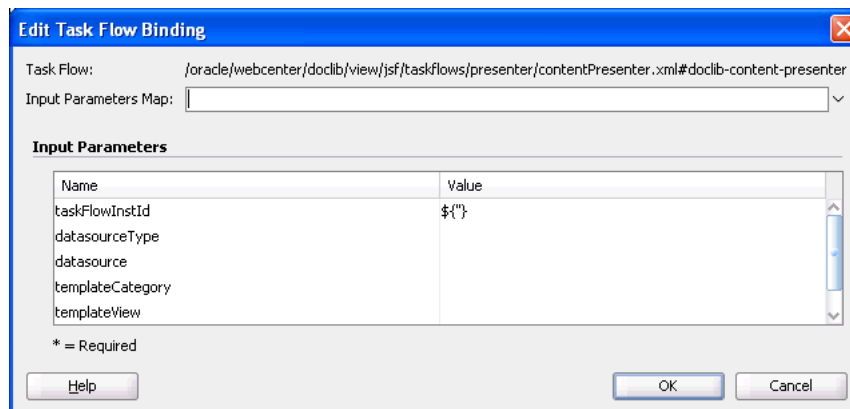 Edit Task Flow Binding
Task Flow: /oracle/webcenter/doclib/view/jsf/taskflows/presenter/contentPresenter.xml#doclib-content-presenter
Input Parameters Map:
Input Parameters
Name Value
taskFlowInstId ${''}
datasourceType
datasource
templateCategory
templateView
* = Required
Help OK Cancel